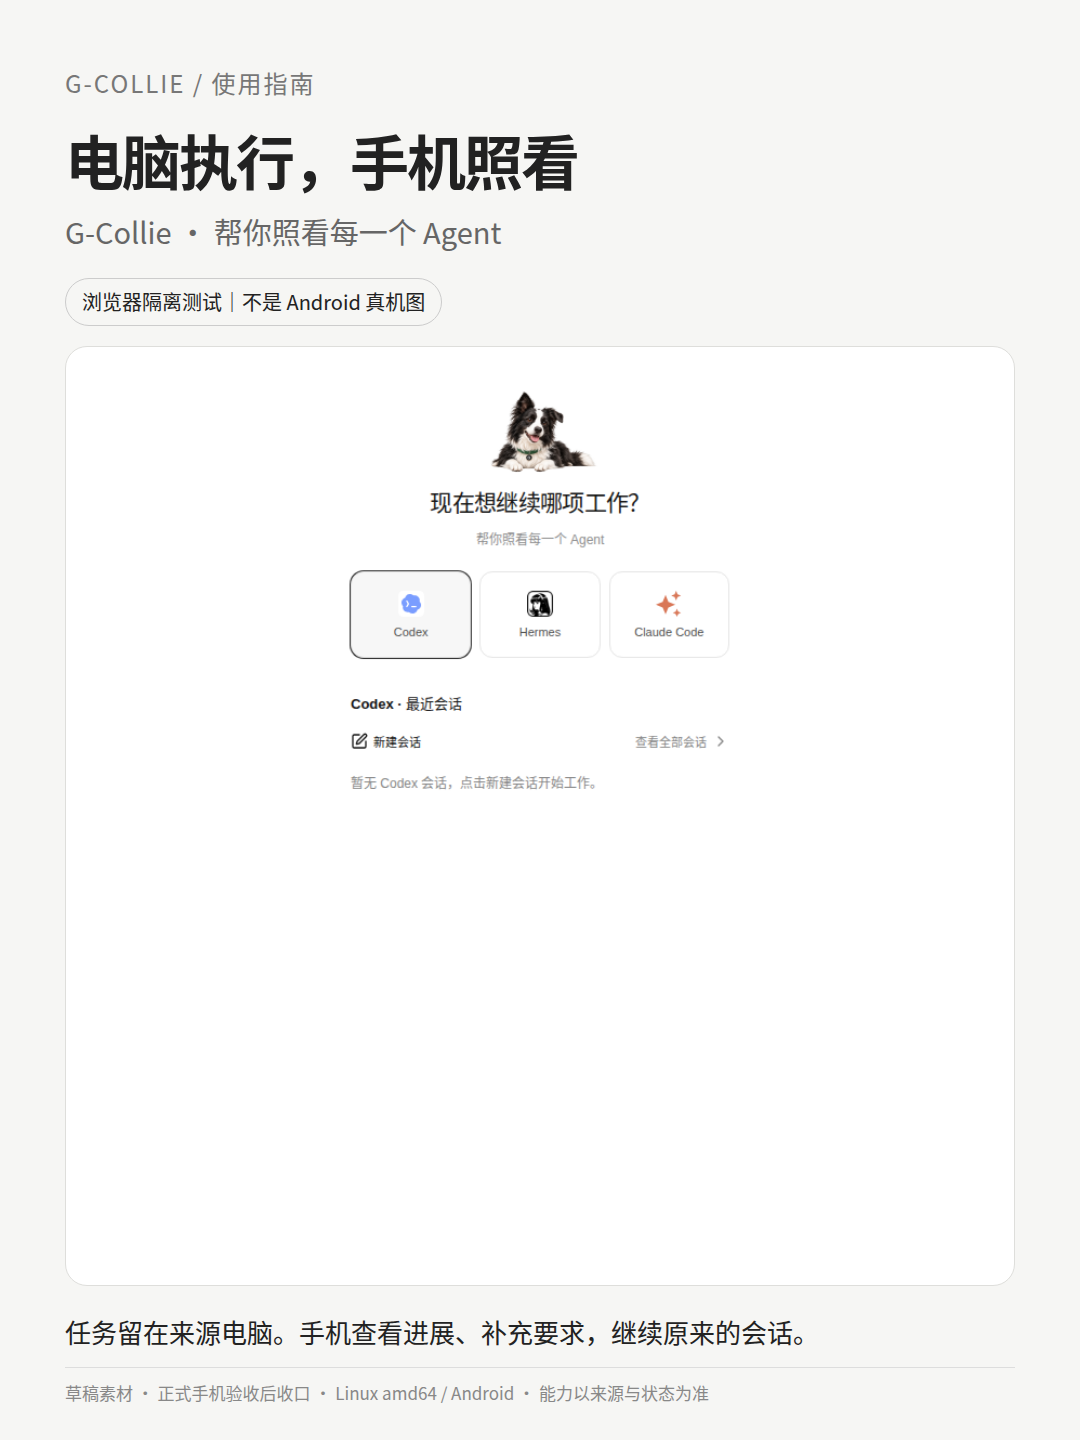 G-COLLIE / 使用指南
电脑执行，手机照看
G-Collie · 帮你照看每一个 Agent
浏览器隔离测试｜不是 Android 真机图
现在想继续哪项工作？
帮你照看每一个 Agent
Codex
Hermes
Claude Code
Codex · 最近会话
新建会话
查看全部会话
暂无 Codex 会话，点击新建会话开始工作。
任务留在来源电脑。手机查看进展、补充要求，继续原来的会话。
草稿素材 · 正式手机验收后收口 · Linux amd64 / Android · 能力以来源与状态为准